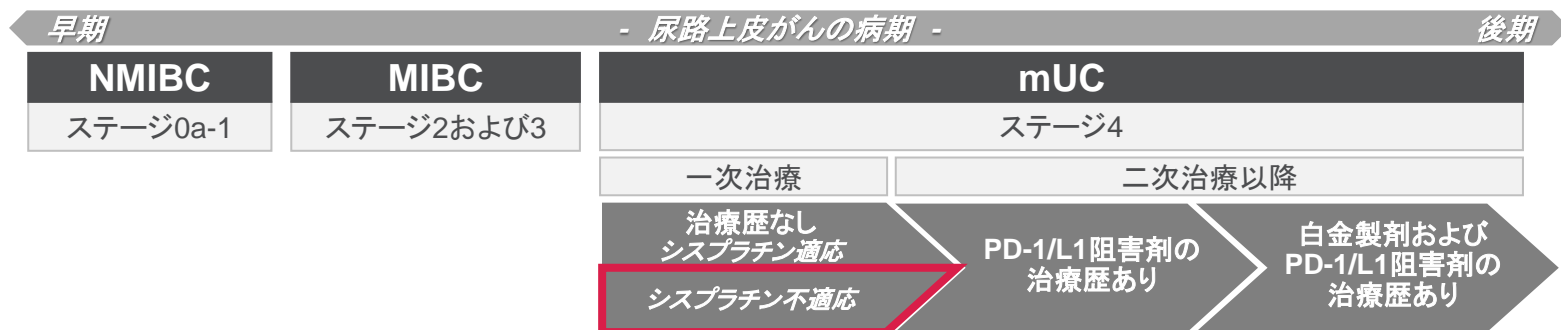 早期
- 尿路上皮がんの病期 -
後期
NMIBC
MIBC
mUC
ステージ0a-1
ステージ2および3
ステージ4
一次治療
二次治療以降
治療歴なし
シスプラチン適応
シスプラチン不適応
PD-1/L1阻害剤の
治療歴あり
白金製剤および
PD-1/L1阻害剤の
治療歴あり